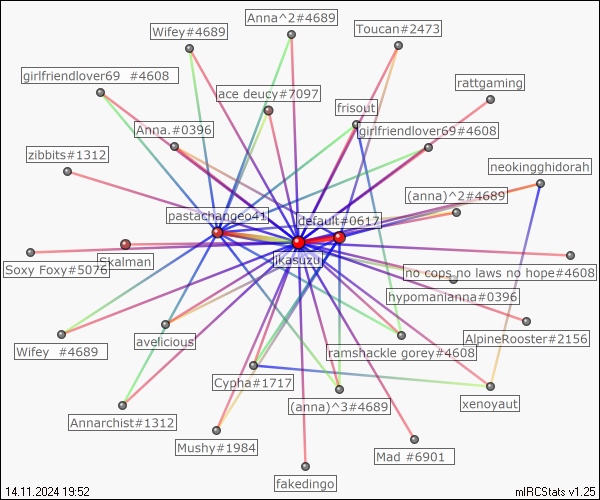 Anna^2#4689
Wifey#4689
Toucan#2473
girlfriendlover69 #4608
rattgaming
ace deucy#7097
frisout
Anna.#0396
girlfriendlover69#4608
zibbits#1312
neokingghidorah
(anna)^2#4689
pastachangeo41
default#0617
Skalman
jkasuzu
Soxy Foxy#5076
no cops no laws no hope#4608
hypomanianna#0396
Wifey #4689
avelicious
ramshackle gorey#4608
AlpineRooster#2156
Cypha#1717
(anna)^3#4689
xenoyaut
Annarchist#1312
Mushy#1984
Mad #6901
fakedingo
14.11.2024 19:52
mIRCStats v1.25